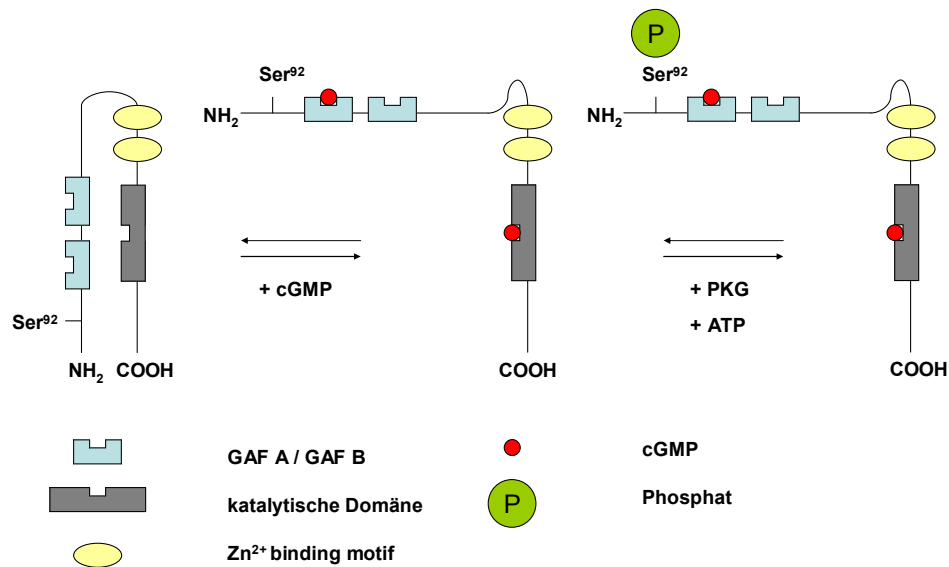 P
Ser⁹² Ser⁹²
NH₂ NH₂
+ cGMP + PKG
+ ATP
Ser⁹²
NH₂ COOH COOH COOH
GAF A / GAF B cGMP
katalytische Domäne P Phosphat
Zn²⁺ binding motif